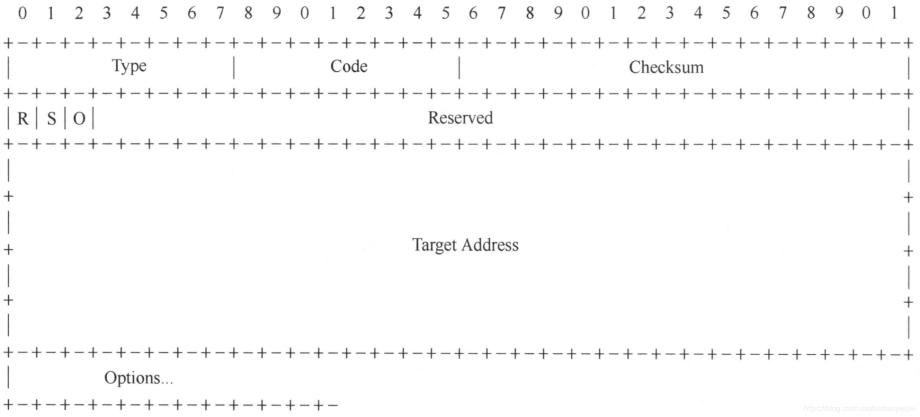 0 1 2 3 4 5 6 7 8 9 0 1 2 3 4 5 6 7 8 9 0 1 2 3 4 5 6 7 8 9 0 1
+-+-+-+-+-+-+-+-+-+-+-+-+-+-+-+-+-+-+-+-+-+-+-+-+-+-+-+-+-+-+-+-+
| Type | Code | Checksum |
+-+-+-+-+-+-+-+-+-+-+-+-+-+-+-+-+-+-+-+-+-+-+-+-+-+-+-+-+-+-+-+-+
|R|S|O| Reserved |
+-+-+-+-+-+-+-+-+-+-+-+-+-+-+-+-+-+-+-+-+-+-+-+-+-+-+-+-+-+-+-+-+
| |
+ +
| |
+ Target Address +
| |
+ +
| |
+-+-+-+-+-+-+-+-+-+-+-+-+-+-+-+-+-+-+-+-+-+-+-+-+-+-+-+-+-+-+-+-+
| Options...
+-+-+-+-+-+-+-+-+-+-+-+-